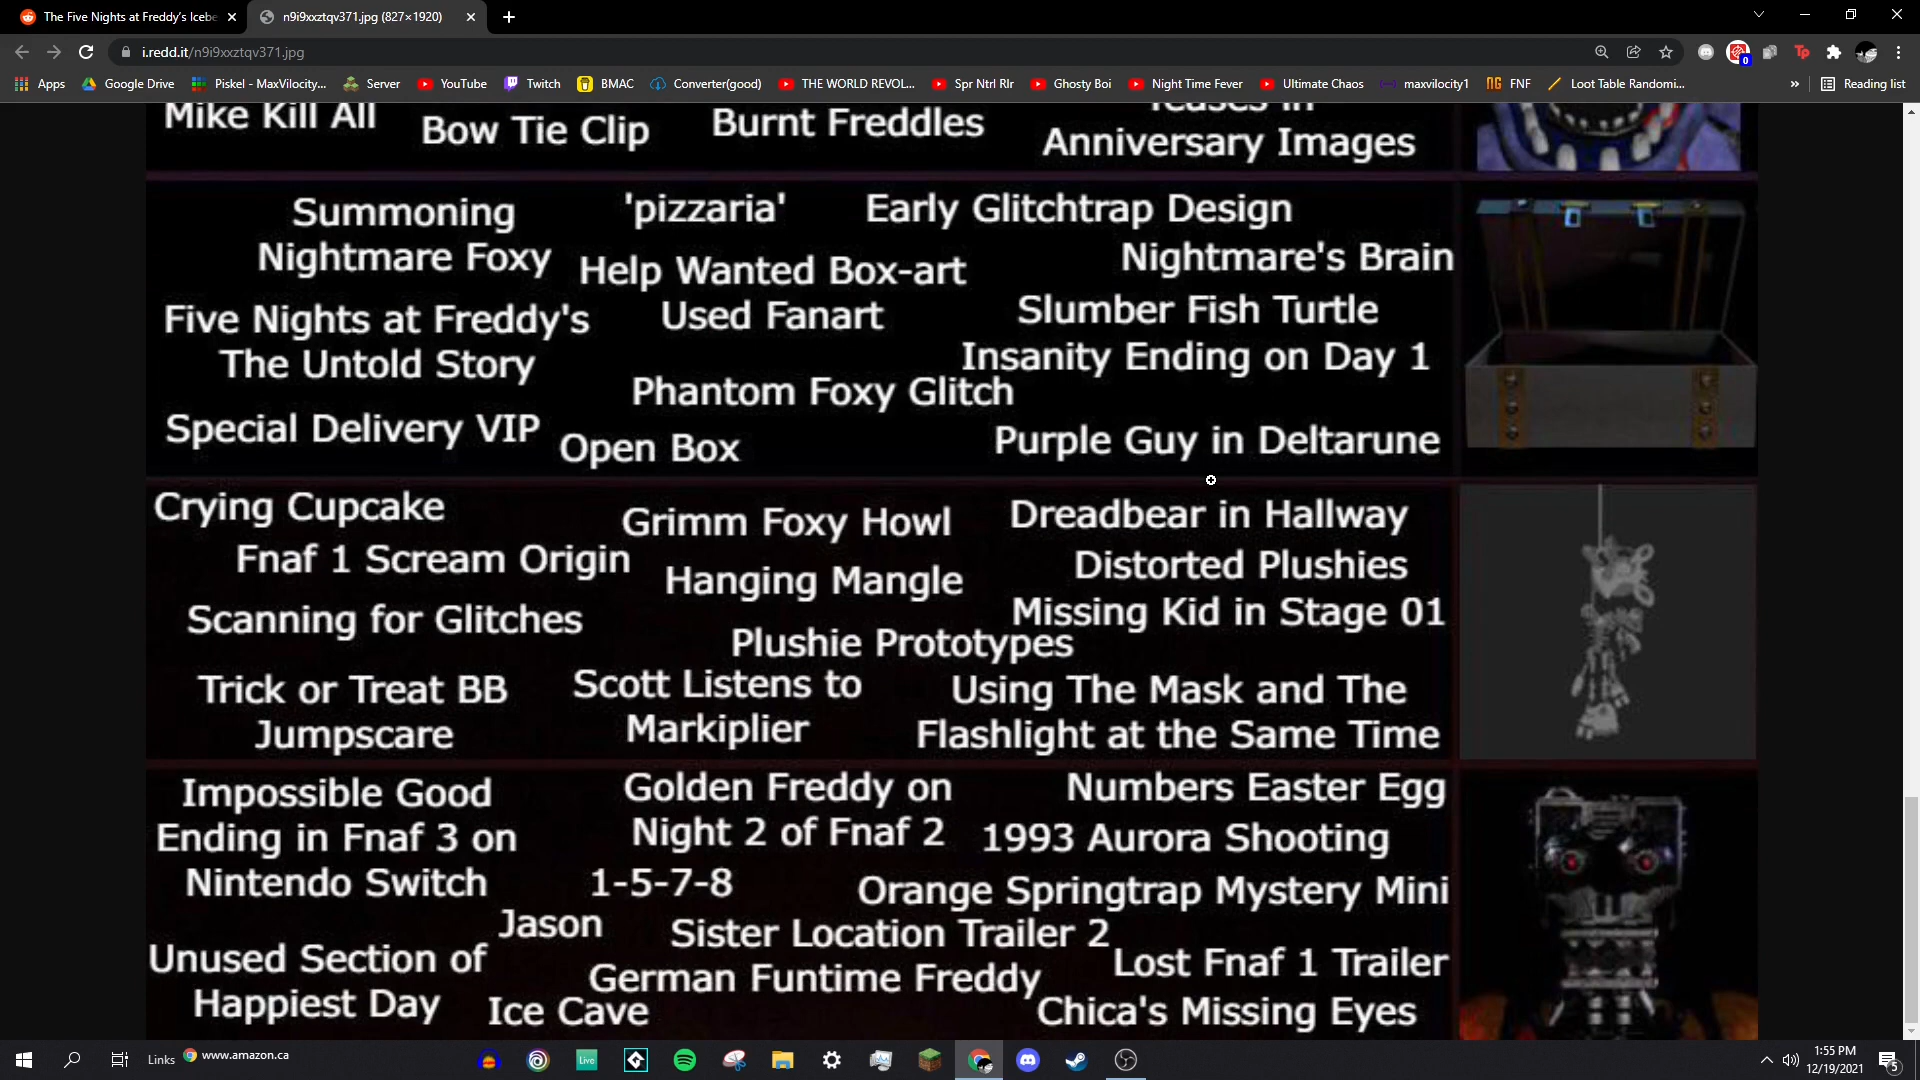 The Five Nights at Freddy's Icebe
n9i9xxztqv371.jpg (827×1920)
i.redd.it/n9i9xxztqv371.jpg
Apps
Google Drive
Piskel - MaxVilocity...
Server
YouTube
Twitch
BMAC
Converter(good)
THE WORLD REVOL...
Spr Ntrl Rlr
Ghosty Boi
Night Time Fever
Ultimate Chaos
maxvilocity1
FNF
Loot Table Randomi...
Reading list
Mike Kill All
Bow Tie Clip
Burnt Freddles
Teases in
Anniversary Images
Summoning
Nightmare Foxy
'pizzaria'
Early Glitchtrap Design
Help Wanted Box-art
Used Fanart
Nightmare's Brain
Five Nights at Freddy's
The Untold Story
Slumber Fish Turtle
Insanity Ending on Day 1
Phantom Foxy Glitch
Special Delivery VIP
Open Box
Purple Guy in Deltarune
Crying Cupcake
Grimm Foxy Howl
Dreadbear in Hallway
Fnaf 1 Scream Origin
Hanging Mangle
Distorted Plushies
Scanning for Glitches
Missing Kid in Stage 01
Plushie Prototypes
Trick or Treat BB
Jumpscare
Scott Listens to
Markiplier
Using The Mask and The
Flashlight at the Same Time
Impossible Good
Ending in Fnaf 3 on
Nintendo Switch
Golden Freddy on
Night 2 of Fnaf 2
Numbers Easter Egg
1993 Aurora Shooting
1-5-7-8
Orange Springtrap Mystery Mini
Jason
Sister Location Trailer 2
Unused Section of
Happiest Day
German Funtime Freddy
Lost Fnaf 1 Trailer
Ice Cave
Chica's Missing Eyes
Links
www.amazon.ca
Live
1:55 PM
12/19/2021
5